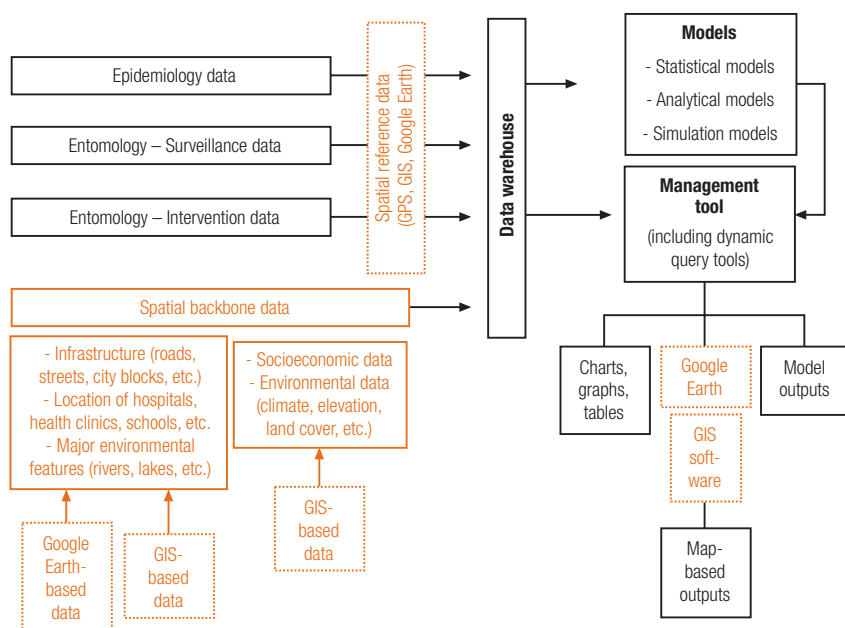 Epidemiology data
Entomology – Surveillance data
Entomology – Intervention data
Spatial reference data
(GPS, GIS, Google Earth)
Spatial backbone data
- Infrastructure (roads,
streets, city blocks, etc.)
- Location of hospitals,
health clinics, schools, etc.
- Major environmental
features (rivers, lakes, etc.)
- Socioeconomic data
- Environmental data
(climate, elevation,
land cover, etc.)
Google
Earth-
based
data
GIS-
based
data
GIS-
based
data
Data warehouse
Models
- Statistical models
- Analytical models
- Simulation models
Management
tool
(including dynamic
query tools)
Charts,
graphs,
tables
Google
Earth
Model
outputs
GIS
soft-
ware
Map-
based
outputs